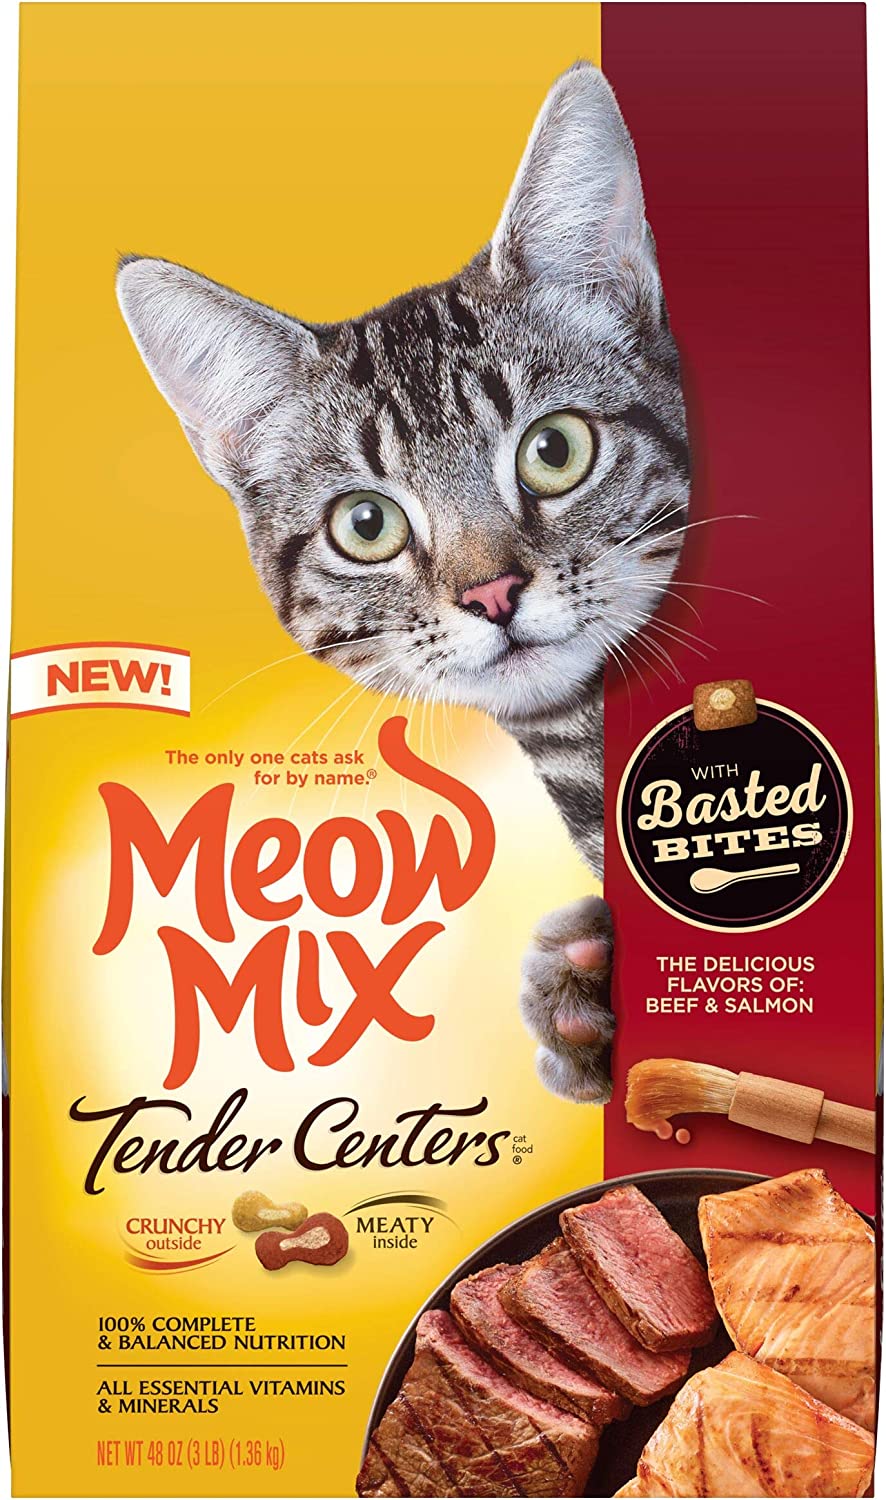 NEW!
The only one cats ask
for by name.®
Meow
Mix
Tender Centers
cat
food
®
CRUNCHY
outside
MEATY
inside
100% COMPLETE
& BALANCED NUTRITION
ALL ESSENTIAL VITAMINS
& MINERALS
NET WT 48 OZ (3 LB) (1.36 kg)
WITH
Basted
BITES
THE DELICIOUS
FLAVORS OF:
BEEF & SALMON